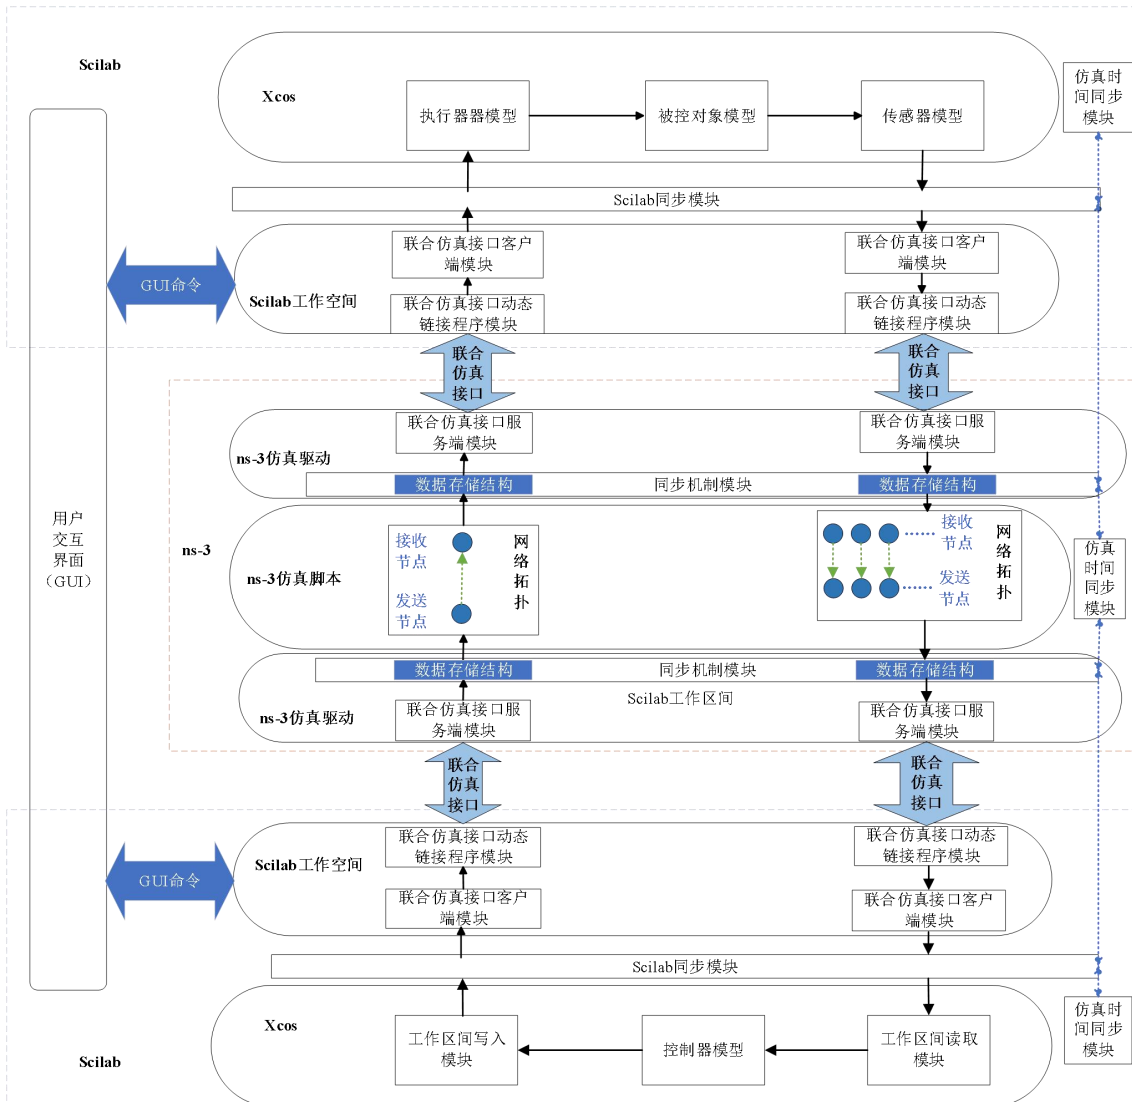 Scilab
Xcos
执行器器模型
被控对象模型
传感器模型
仿真时
间同步
模块
Scilab同步模块
联合仿真接口客户
端模块
联合仿真接口客户
端模块
GUI命令
Scilab工作空间
联合仿真接口动态
链接程序模块
联合仿真接口动态
链接程序模块
联合
仿真
接口
联合
仿真
接口
联合仿真接口服
务端模块
联合仿真接口服
务端模块
ns-3仿真驱动
数据存储结构
同步机制模块
数据存储结构
用户
交互
界面
（GUI）
ns-3
ns-3仿真脚本
接收
节点
发送
节点
网
络
拓
扑
接收
节点
发送
节点
网
络
拓
扑
仿真
时间
同步
模块
数据存储结构
同步机制模块
数据存储结构
Scilab工作区间
ns-3仿真驱动
联合仿真接口服
务端模块
联合仿真接口服
务端模块
联合
仿真
接口
联合
仿真
接口
联合仿真接口动态
链接程序模块
联合仿真接口动态
链接程序模块
Scilab工作空间
GUI命令
联合仿真接口客户
端模块
联合仿真接口客户
端模块
Scilab同步模块
Xcos
工作区间写入
模块
控制器模型
工作区间读取
模块
仿真时
间同步
模块
Scilab